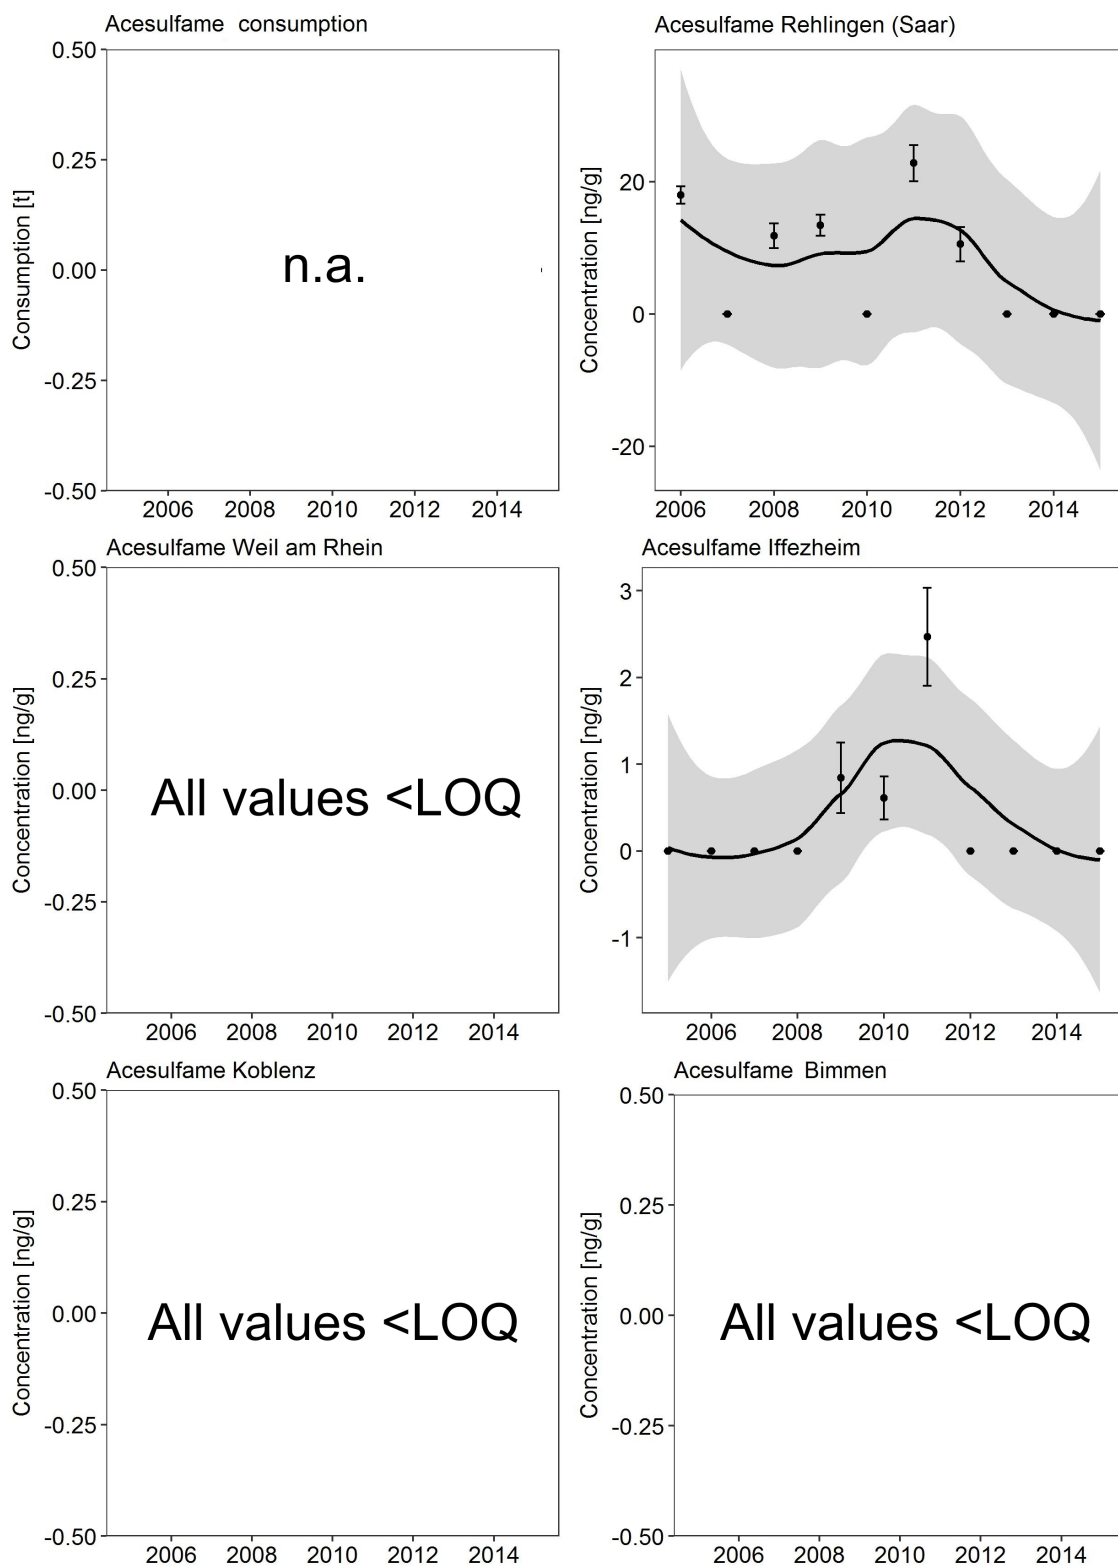 Acesulfame consumption
Consumption [t]
0.50
0.25
0.00
-0.25
-0.50
n.a.
2006 2008 2010 2012 2014
Acesulfame Rehlingen (Saar)
Concentration [ng/g]
20
0
-20
2006 2008 2010 2012 2014
Acesulfame Weil am Rhein
Concentration [ng/g]
0.50
0.25
0.00
-0.25
-0.50
All values <LOQ
2006 2008 2010 2012 2014
Acesulfame Iffezheim
Concentration [ng/g]
3
2
1
0
-1
2006 2008 2010 2012 2014
Acesulfame Koblenz
Concentration [ng/g]
0.50
0.25
0.00
-0.25
-0.50
All values <LOQ
2006 2008 2010 2012 2014
Acesulfame Bimmen
Concentration [ng/g]
0.50
0.25
0.00
-0.25
-0.50
All values <LOQ
2006 2008 2010 2012 2014